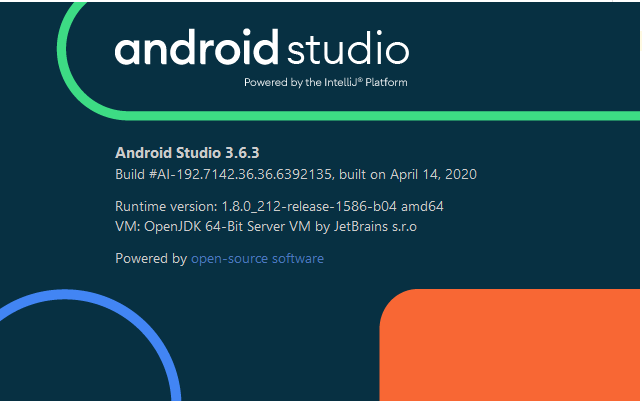 android studio
Powered by the IntelliJ® Platform
Android Studio 3.6.3
Build #AI-192.7142.36.36.6392135, built on April 14, 2020
Runtime version: 1.8.0_212-release-1586-b04 amd64
VM: OpenJDK 64-Bit Server VM by JetBrains s.r.o
Powered by open-source software